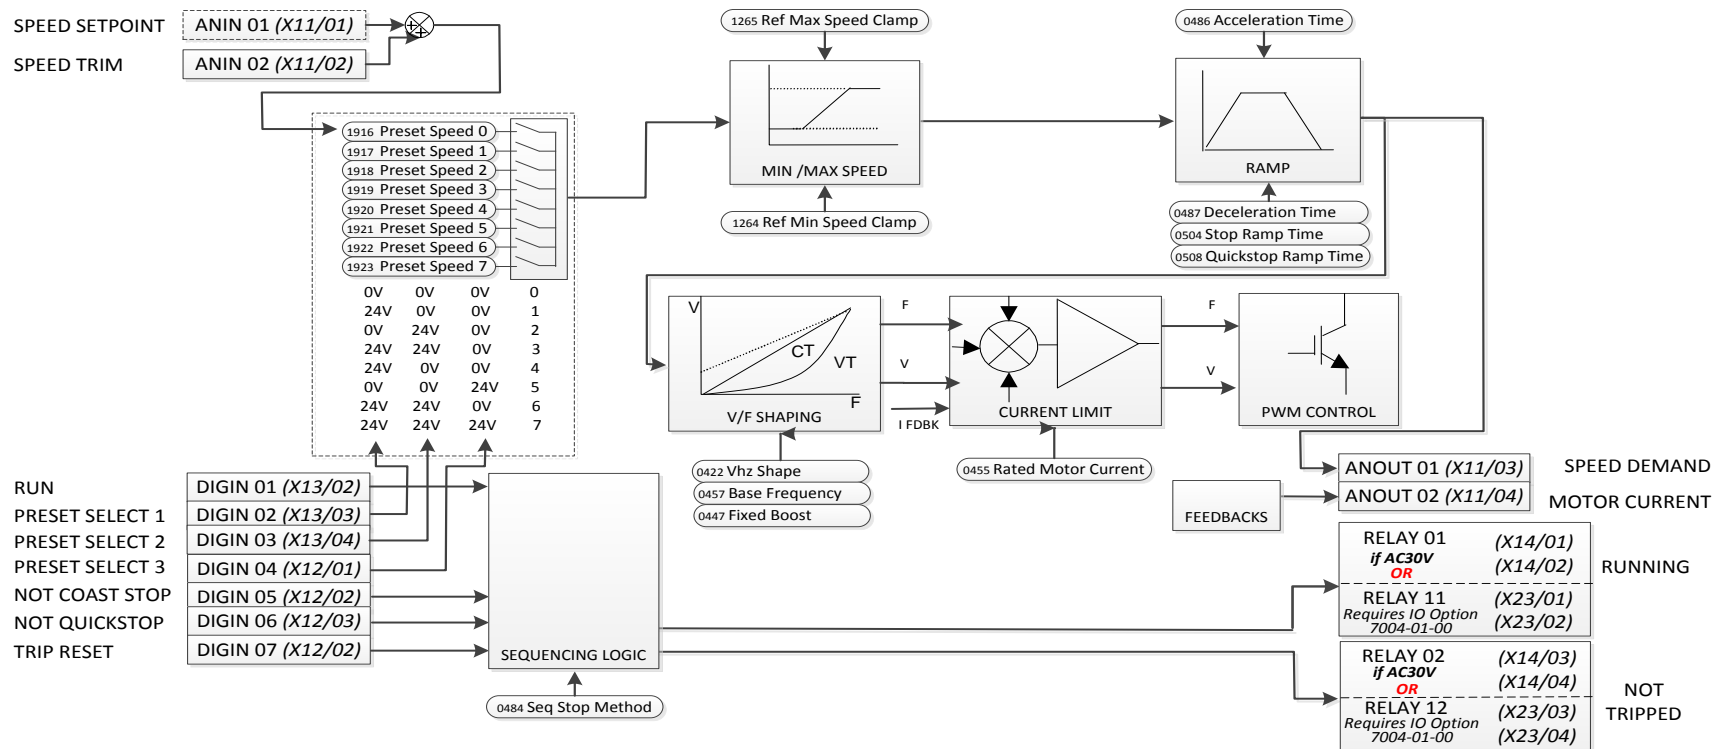 SPEED SETPOINT
ANIN 01 (X11/01)
+
+
SPEED TRIM
ANIN 02 (X11/02)
1916 Preset Speed 0
1917 Preset Speed 1
1918 Preset Speed 2
1919 Preset Speed 3
1920 Preset Speed 4
1921 Preset Speed 5
1922 Preset Speed 6
1923 Preset Speed 7
0V 0V 0V 0
24V 0V 0V 1
0V 24V 0V 2
24V 24V 0V 3
24V 0V 0V 4
0V 0V 24V 5
24V 24V 0V 6
24V 24V 24V 7
1265 Ref Max Speed Clamp
MIN /MAX SPEED
1264 Ref Min Speed Clamp
0486 Acceleration Time
RAMP
0487 Deceleration Time
0504 Stop Ramp Time
0508 Quickstop Ramp Time
V
CT
VT
F
V/F SHAPING
0422 Vhz Shape
0457 Base Frequency
0447 Fixed Boost
F
V
I FDBK
CURRENT LIMIT
0455 Rated Motor Current
F
V
PWM CONTROL
RUN
DIGIN 01 (X13/02)
PRESET SELECT 1
DIGIN 02 (X13/03)
PRESET SELECT 2
DIGIN 03 (X13/04)
PRESET SELECT 3
DIGIN 04 (X12/01)
NOT COAST STOP
DIGIN 05 (X12/02)
NOT QUICKSTOP
DIGIN 06 (X12/03)
TRIP RESET
DIGIN 07 (X12/02)
SEQUENCING LOGIC
0484 Seq Stop Method
ANOUT 01 (X11/03)
SPEED DEMAND
FEEDBACKS
ANOUT 02 (X11/04)
MOTOR CURRENT
RELAY 01 (X14/01)
if AC30V (X14/02)
OR
RUNNING
RELAY 11 (X23/01)
Requires IO Option
7004-01-00 (X23/02)
RELAY 02 (X14/03)
if AC30V (X14/04)
OR
NOT
TRIPPED
RELAY 12 (X23/03)
Requires IO Option
7004-01-00 (X23/04)